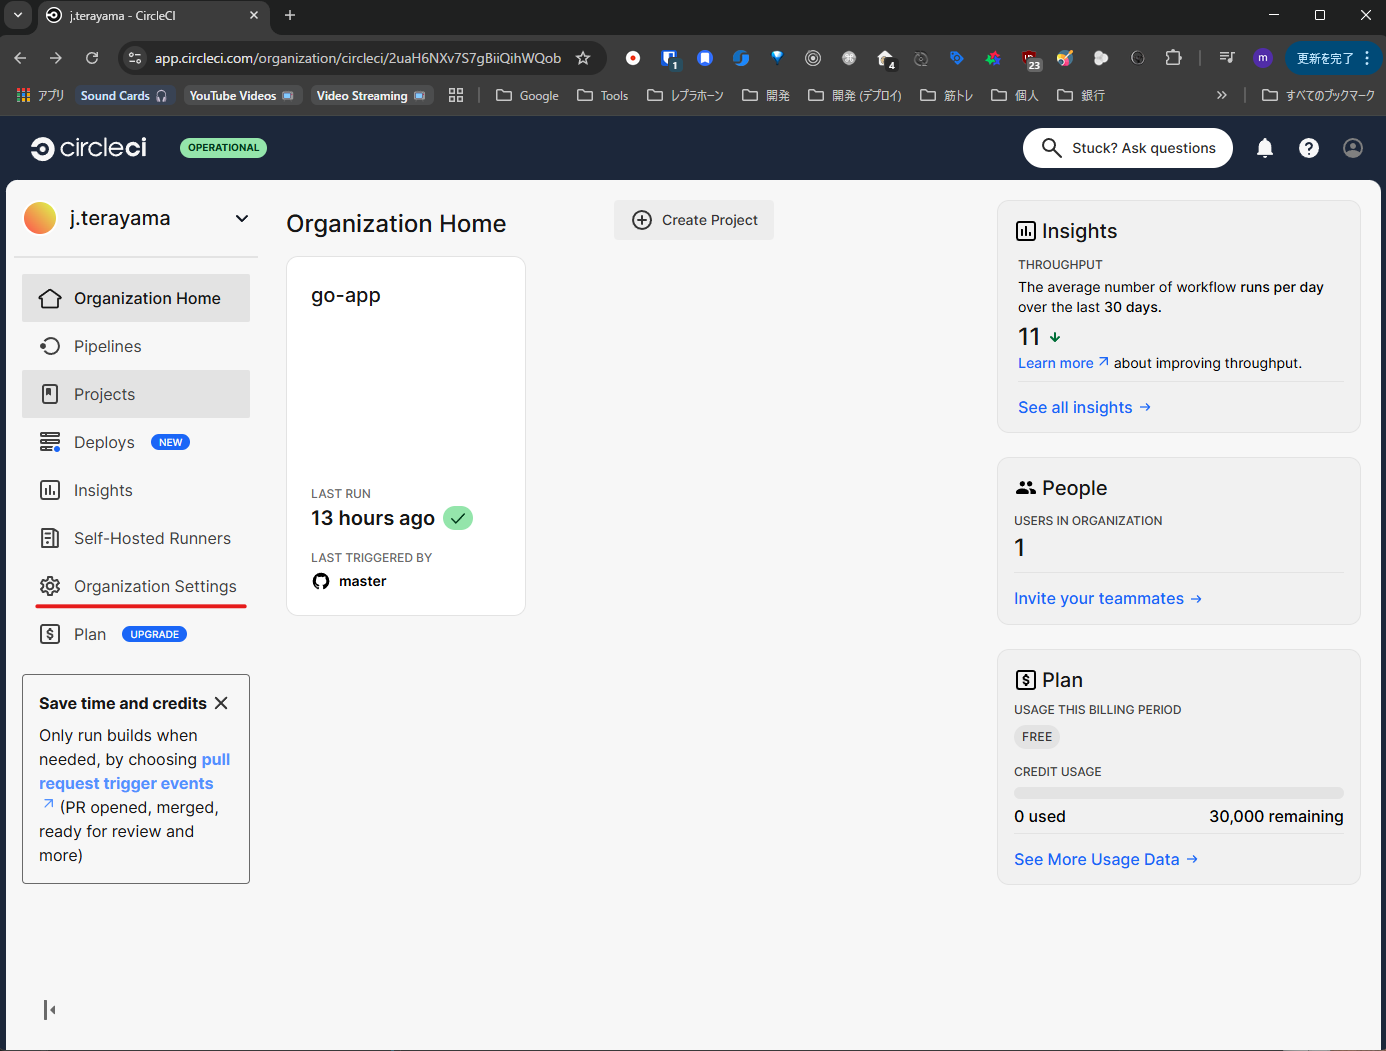 j.terayama - CircleCI
app.circleci.com/organization/circleci/2uaH6NXv7S7gBiiQihWQob
1
4
23
m
更新を完了
アプリ
Sound Cards
YouTube Videos
Video Streaming
Google
Tools
レブラホーン
開発
開発 (デプロイ)
筋トレ
個人
銀行
すべてのブックマーク
circleci
OPERATIONAL
Stuck? Ask questions
j.terayama
Organization Home
Pipelines
Projects
Deploys NEW
Insights
Self-Hosted Runners
Organization Settings
Plan UPGRADE
Save time and credits
Only run builds when
needed, by choosing pull
request trigger events
(PR opened, merged,
ready for review and
more)
Organization Home
Create Project
go-app
LAST RUN
13 hours ago
LAST TRIGGERED BY
master
Insights
THROUGHPUT
The average number of workflow runs per day
over the last 30 days.
11
Learn more about improving throughput.
See all insights
People
USERS IN ORGANIZATION
1
Invite your teammates
Plan
USAGE THIS BILLING PERIOD
FREE
CREDIT USAGE
0 used 30,000 remaining
See More Usage Data